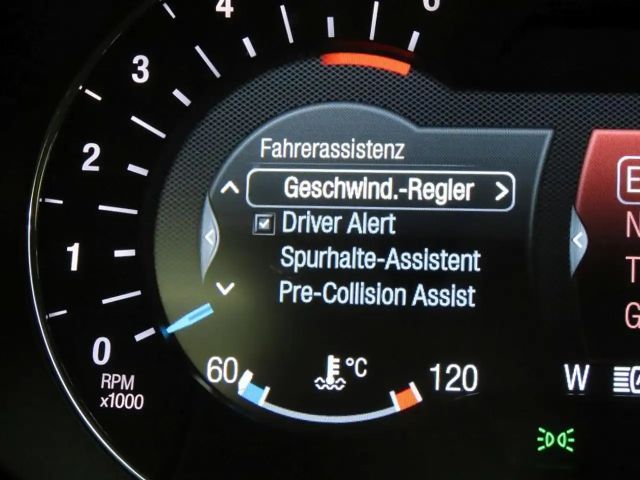 4
6
3
2
1
0
RPM
x1000
Fahrerassistenz
Geschwind.-Regler
Driver Alert
Spurhalte-Assistent
Pre-Collision Assist
60
°C
120
W
E
N
T
G